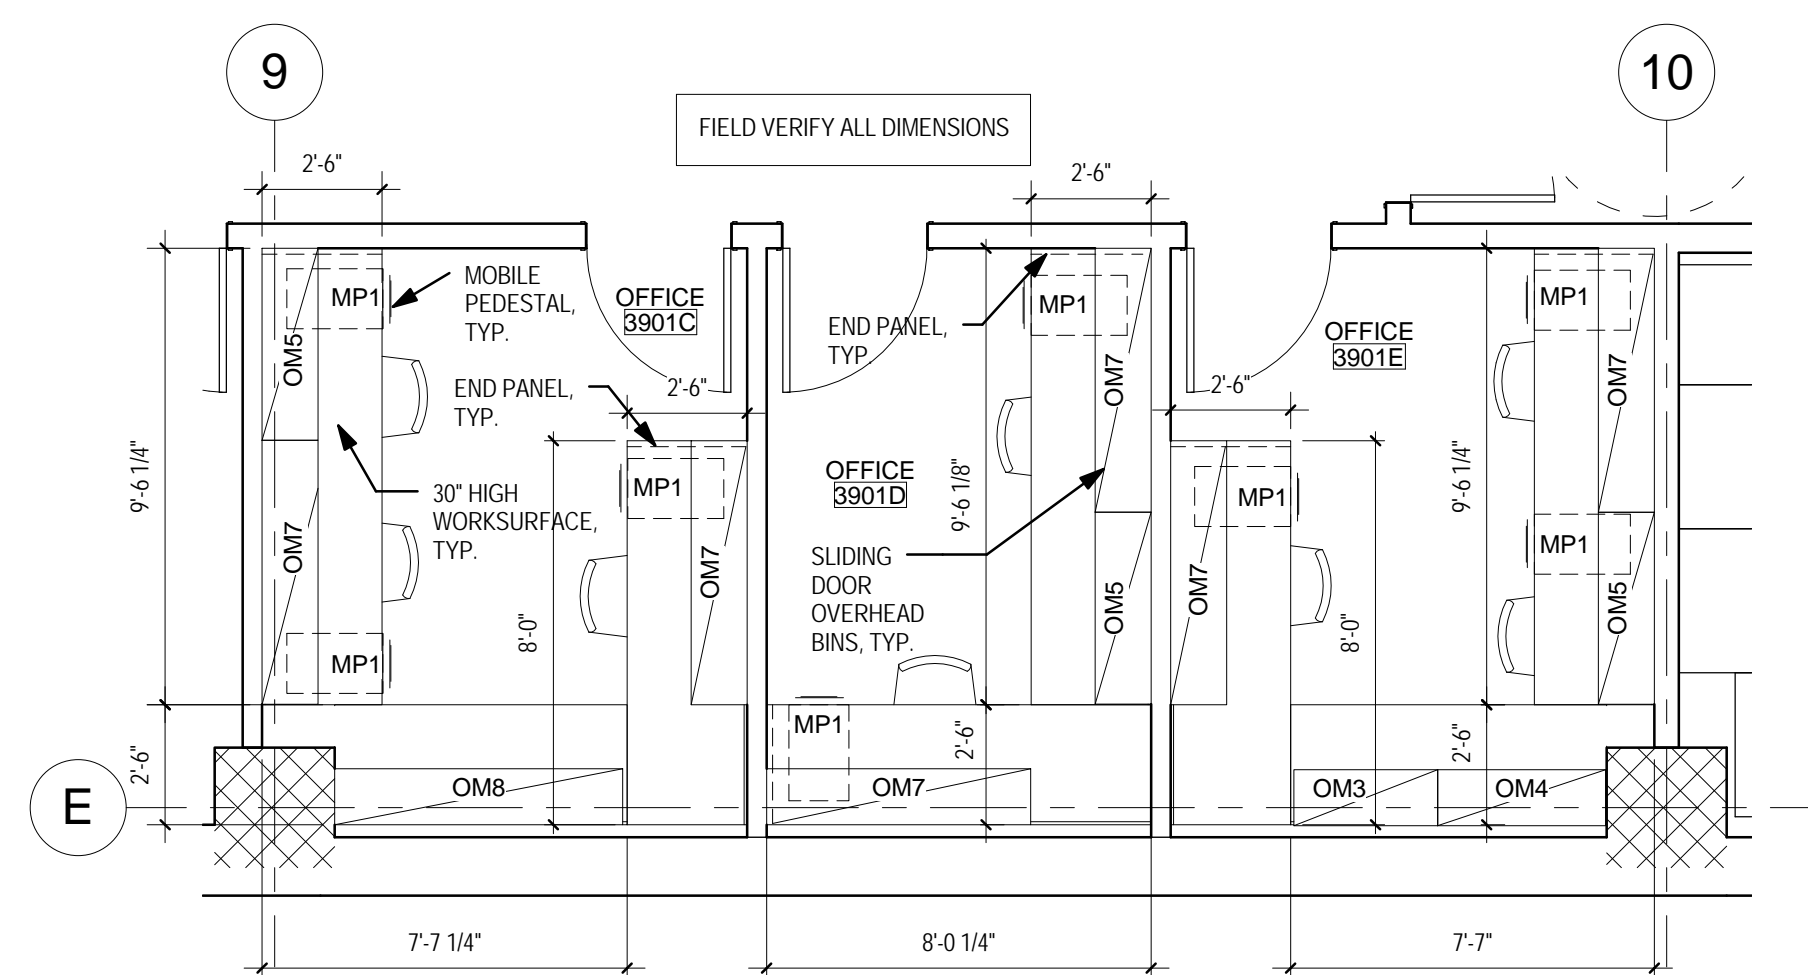 9
10
FIELD VERIFY ALL DIMENSIONS
2'-6"
2'-6"
MOBILE
PEDESTAL,
TYP.
MP1
OM5
OFFICE
3901C
END PANEL,
TYP.
MP1
OFFICE
3901E
MP1
OM7
OM7
END PANEL,
TYP.
2'-6"
2'-6"
9'-6 1/4"
30" HIGH
WORKSURFACE,
TYP.
OM7
MP1
OFFICE
3901D
9'-6 1/8"
MP1
9'-6 1/4"
MP1
SLIDING
DOOR
OVERHEAD
BINS, TYP.
OM7
OM5
OM7
OM5
8'-0"
8'-0"
MP1
MP1
2'-6"
2'-6"
2'-6"
E
OM8
OM7
OM3
OM4
7'-7 1/4"
8'-0 1/4"
7'-7"